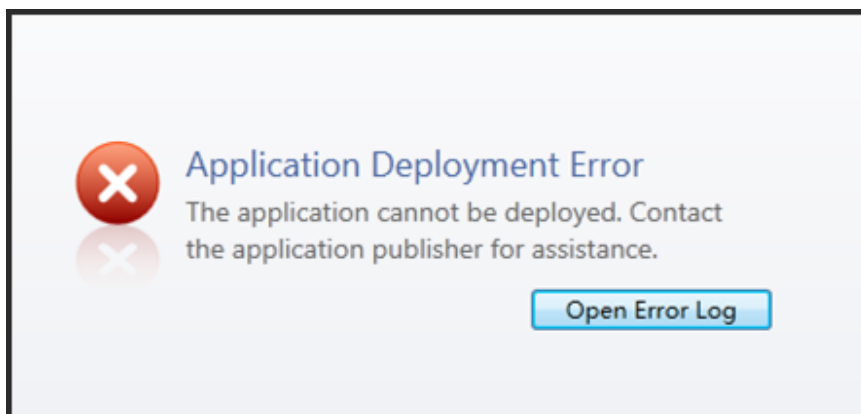 Application Deployment Error
The application cannot be deployed. Contact
the application publisher for assistance.
Open Error Log